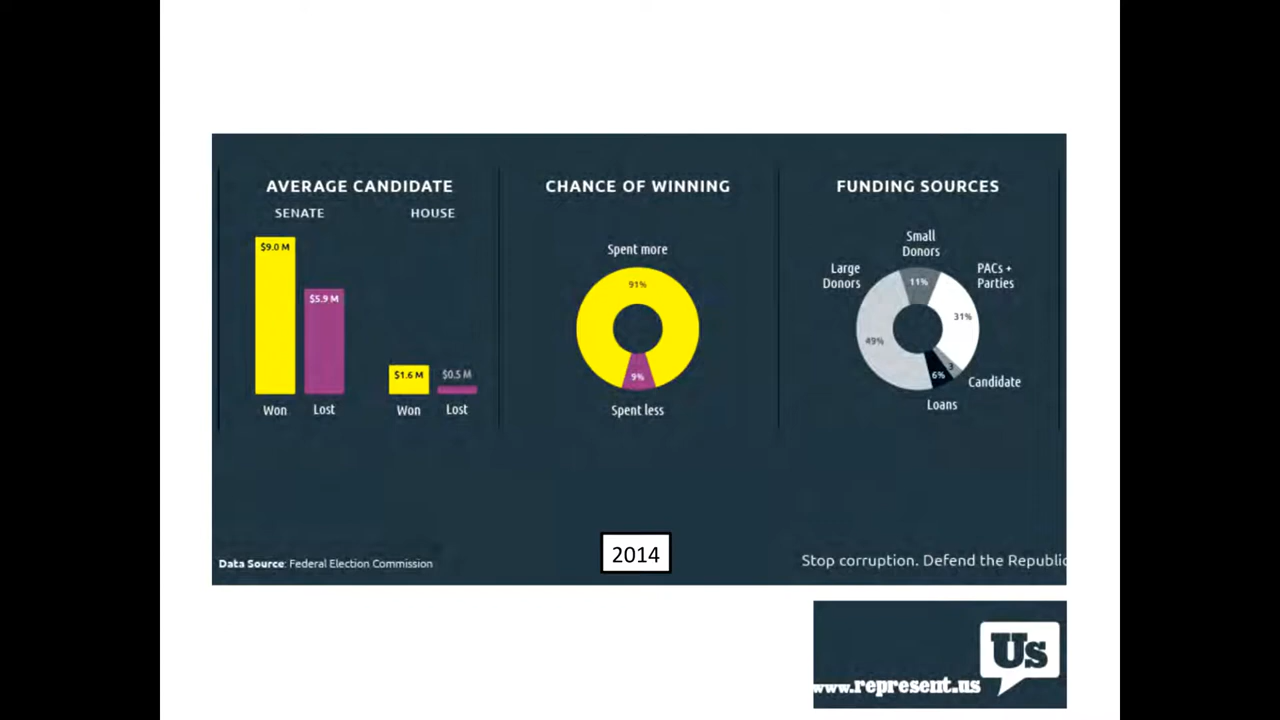 AVERAGE CANDIDATE
SENATE HOUSE
$9.0 M
$5.9 M
$1.6 M
$0.5 M
Won Lost Won Lost
CHANCE OF WINNING
Spent more
91%
9%
Spent less
FUNDING SOURCES
Small
Donors
Large
Donors
PACs +
Parties
11%
31%
49%
3
6%
Candidate
Loans
Data Source: Federal Election Commission
2014
Stop corruption. Defend the Republic
Us
www.represent.us